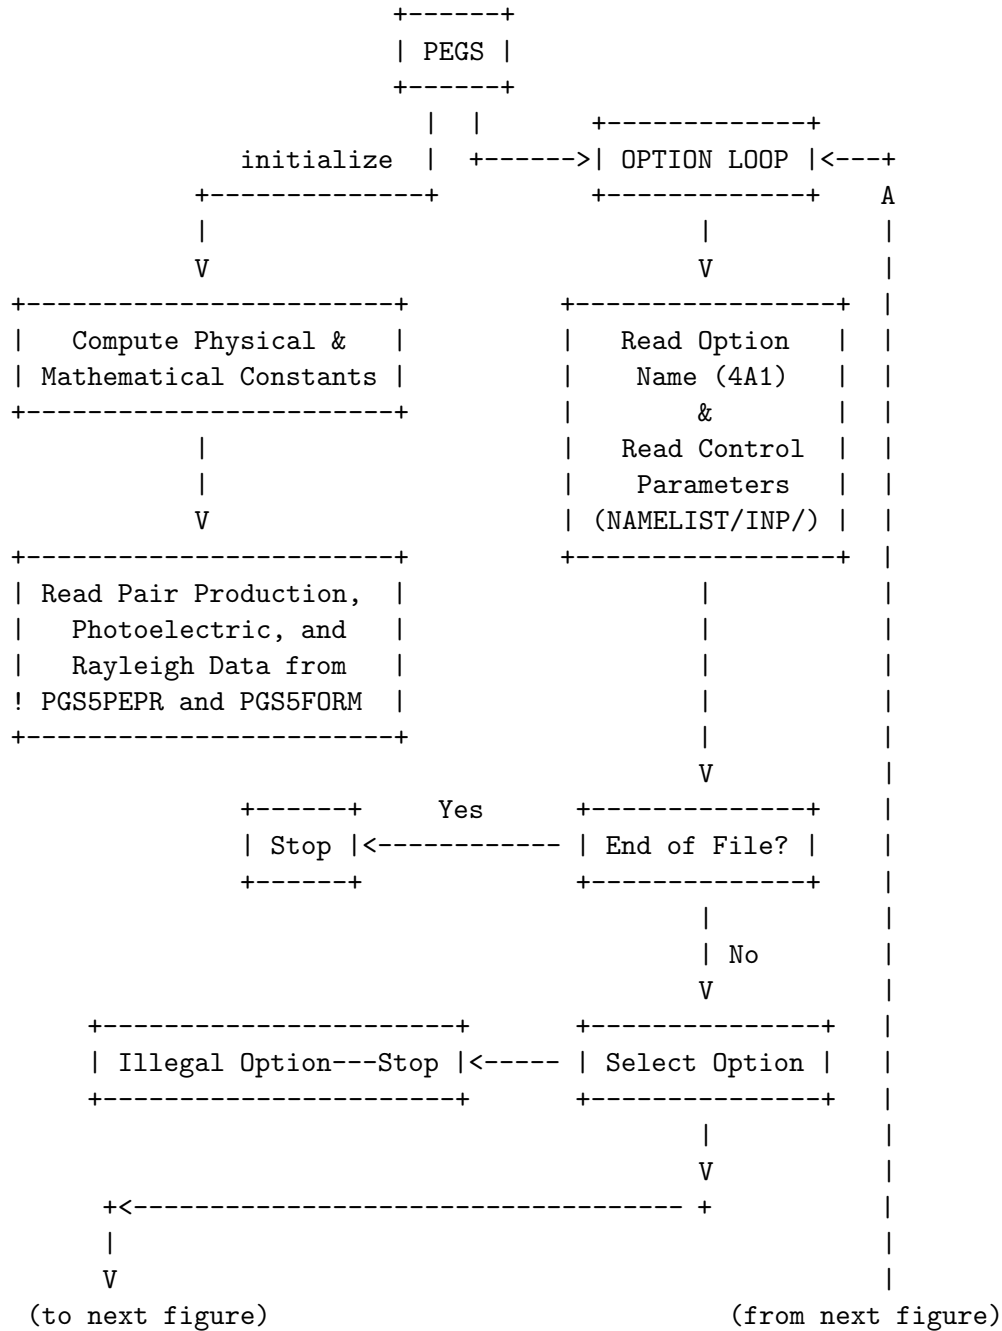 +------+
| PEGS |
+------+
| | +-------------+
initialize | +------>| OPTION LOOP |<---+
+--------------+ +-------------+ A
| | |
V V |
+------------------------+ +-----------------+ |
| Compute Physical & | | Read Option | |
| Mathematical Constants | | Name (4A1) | |
+------------------------+ | & | |
| | Read Control | |
| | Parameters | |
V | (NAMELIST/INP/) | |
+------------------------+ +-----------------+ |
| Read Pair Production, | | |
| Photoelectric, and | | |
| Rayleigh Data from | | |
! PGS5PEPR and PGS5FORM | | |
+------------------------+ | |
V |
+------+ Yes +--------------+ |
| Stop |<------------ | End of File? | |
+------+ +--------------+ |
| |
| No |
V |
+-----------------------+ +---------------+ |
| Illegal Option---Stop |<----- | Select Option | |
+-----------------------+ +---------------+ |
| |
V |
+<------------------------------------ + |
| |
V |
(to next figure) (from next figure)